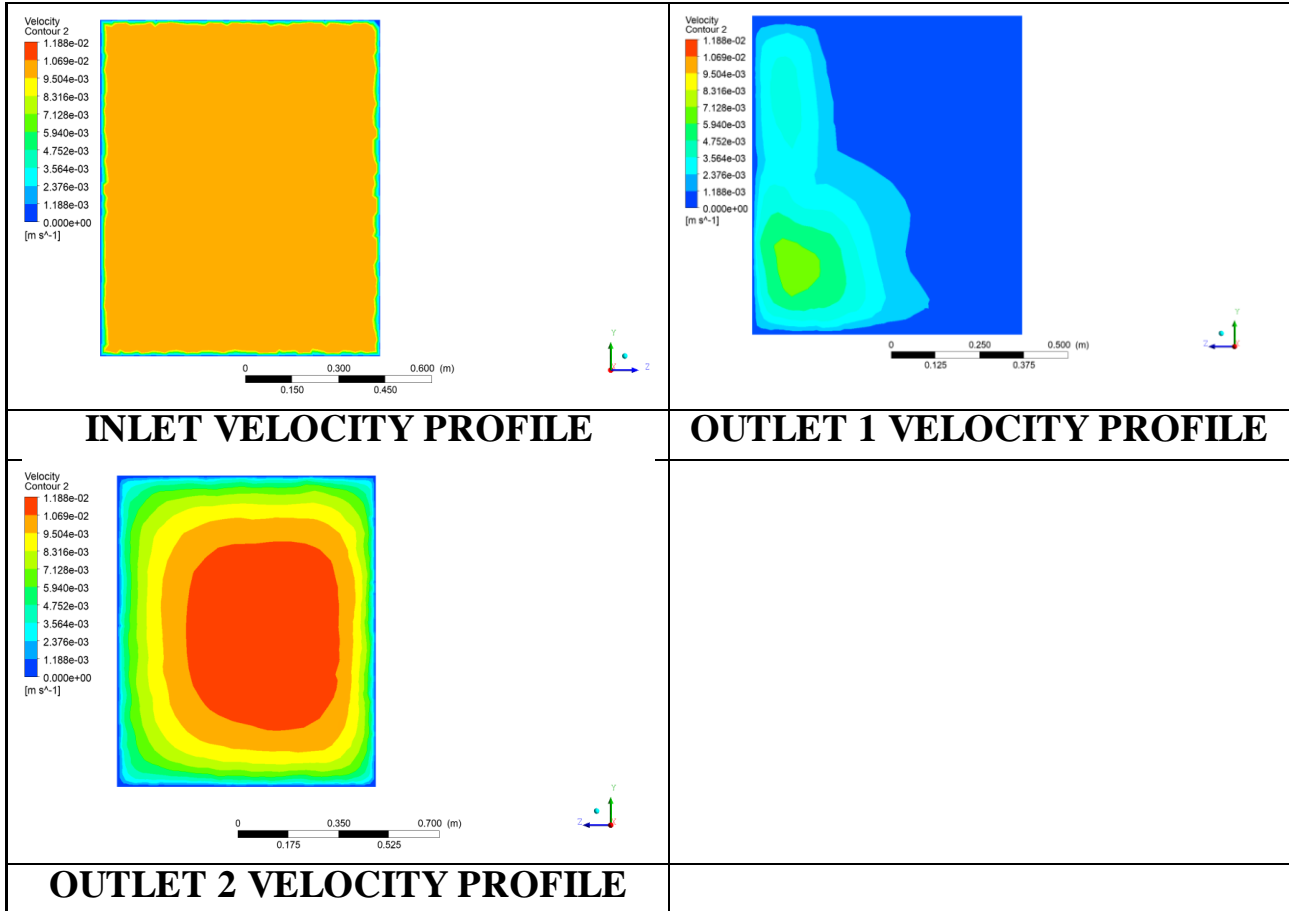 Velocity
Contour 2
1.188e-02
1.069e-02
9.504e-03
8.316e-03
7.128e-03
5.940e-03
4.752e-03
3.564e-03
2.376e-03
1.188e-03
0.000e+00
[m s^-1]
0 0.300 0.600 (m)
0.150 0.450
Y
Z
INLET VELOCITY PROFILE
Velocity
Contour 2
1.188e-02
1.069e-02
9.504e-03
8.316e-03
7.128e-03
5.940e-03
4.752e-03
3.564e-03
2.376e-03
1.188e-03
0.000e+00
[m s^-1]
0 0.250 0.500 (m)
0.125 0.375
Y
Z
OUTLET 1 VELOCITY PROFILE
Velocity
Contour 2
1.188e-02
1.069e-02
9.504e-03
8.316e-03
7.128e-03
5.940e-03
4.752e-03
3.564e-03
2.376e-03
1.188e-03
0.000e+00
[m s^-1]
0 0.350 0.700 (m)
0.175 0.525
Y
Z
OUTLET 2 VELOCITY PROFILE